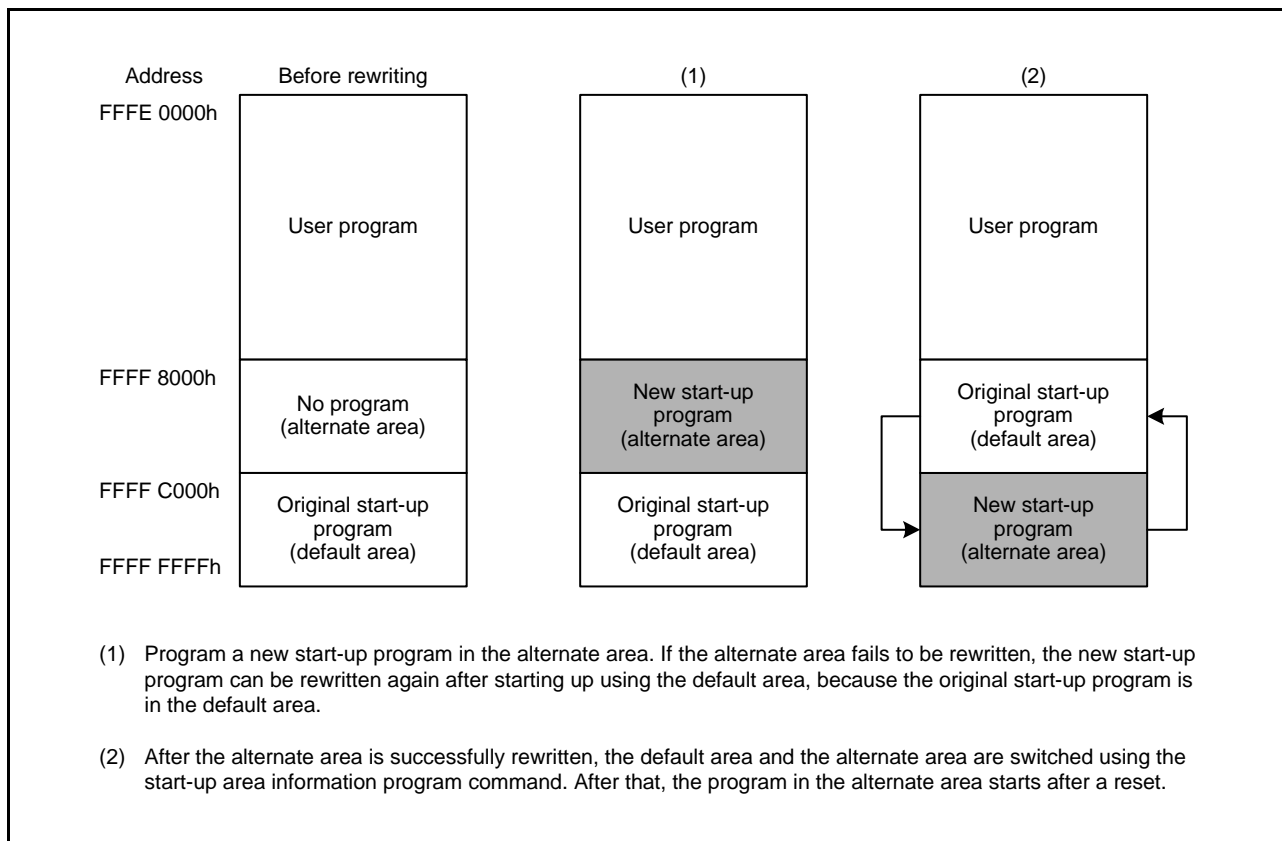 Address
Before rewriting
(1)
(2)
FFFE 0000h
User program
User program
User program
FFFF 8000h
No program
(alternate area)
New start-up
program
(alternate area)
Original start-up
program
(default area)
FFFF C000h
Original start-up
program
(default area)
Original start-up
program
(default area)
New start-up
program
(alternate area)
FFFF FFFFh
(1) Program a new start-up program in the alternate area. If the alternate area fails to be rewritten, the new start-up
program can be rewritten again after starting up using the default area, because the original start-up program is
in the default area.
(2) After the alternate area is successfully rewritten, the default area and the alternate area are switched using the
start-up area information program command. After that, the program in the alternate area starts after a reset.